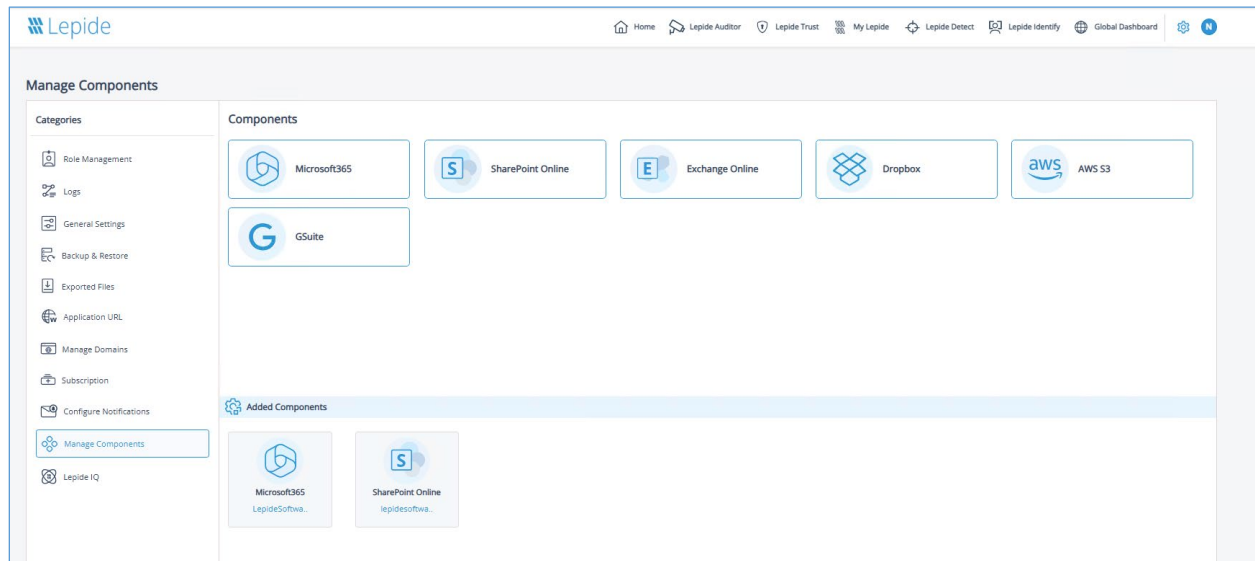 Lepide
Home Lepide Auditor Lepide Trust My Lepide Lepide Detect Lepide Identify Global Dashboard N
Manage Components
Categories
Role Management
Logs
General Settings
Backup & Restore
Exported Files
Application URL
Manage Domains
Subscription
Configure Notifications
Manage Components
Lepide IQ
Components
Microsoft365
S SharePoint Online
E Exchange Online
Dropbox
aws AWS S3
G GSuite
Added Components
Microsoft365
LepideSoftwa..
S
SharePoint Online
lepidesoftwa..